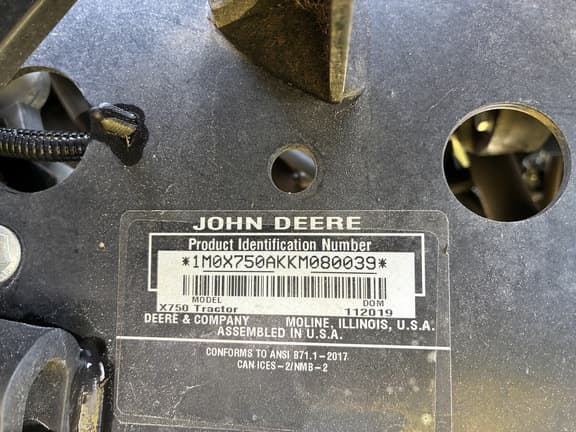 JOHN DEERE
Product Identification Number
*1M0X750AKKM080039*
MODEL DOM
X750 Tractor 112019
DEERE & COMPANY MOLINE, ILLINOIS, U.S.A.
ASSEMBLED IN U.S.A.
CONFORMS TO ANSI B71.1-2017
CAN ICES-2/NMB-2